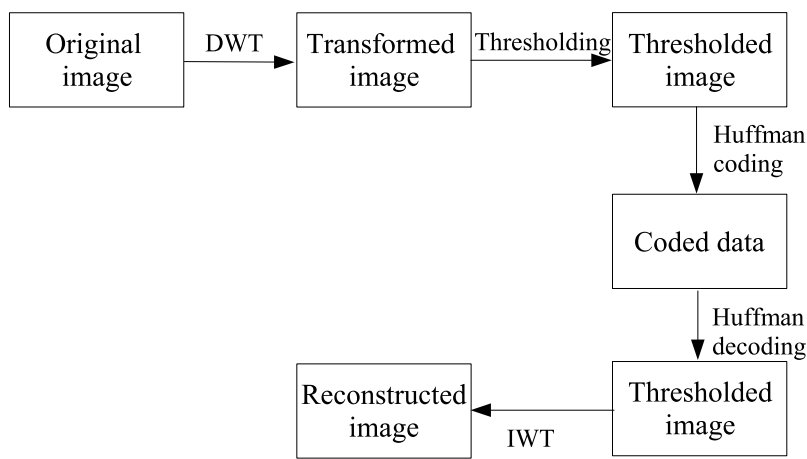 Original
image
DWT
Transformed
image
Thresholding
Thresholded
image
Huffman
coding
Coded data
Huffman
decoding
Thresholded
image
IWT
Reconstructed
image